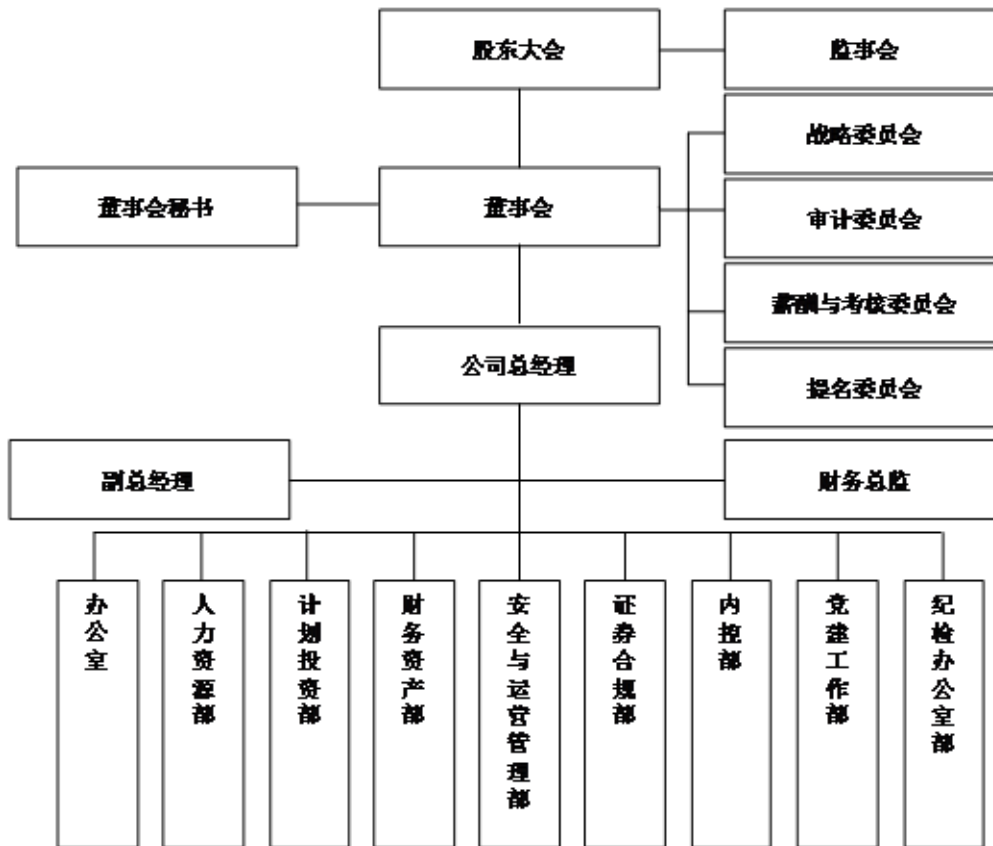 股东大会
监事会
战略委员会
董事会秘书
董事会
审计委员会
薪酬与考核委员会
公司总经理
提名委员会
副总经理
财务总监
办公室
人力资源部
计划投资部
财务资产部
安全与运营管理部
证券合规部
内控部
党建工作部
纪检办公室部